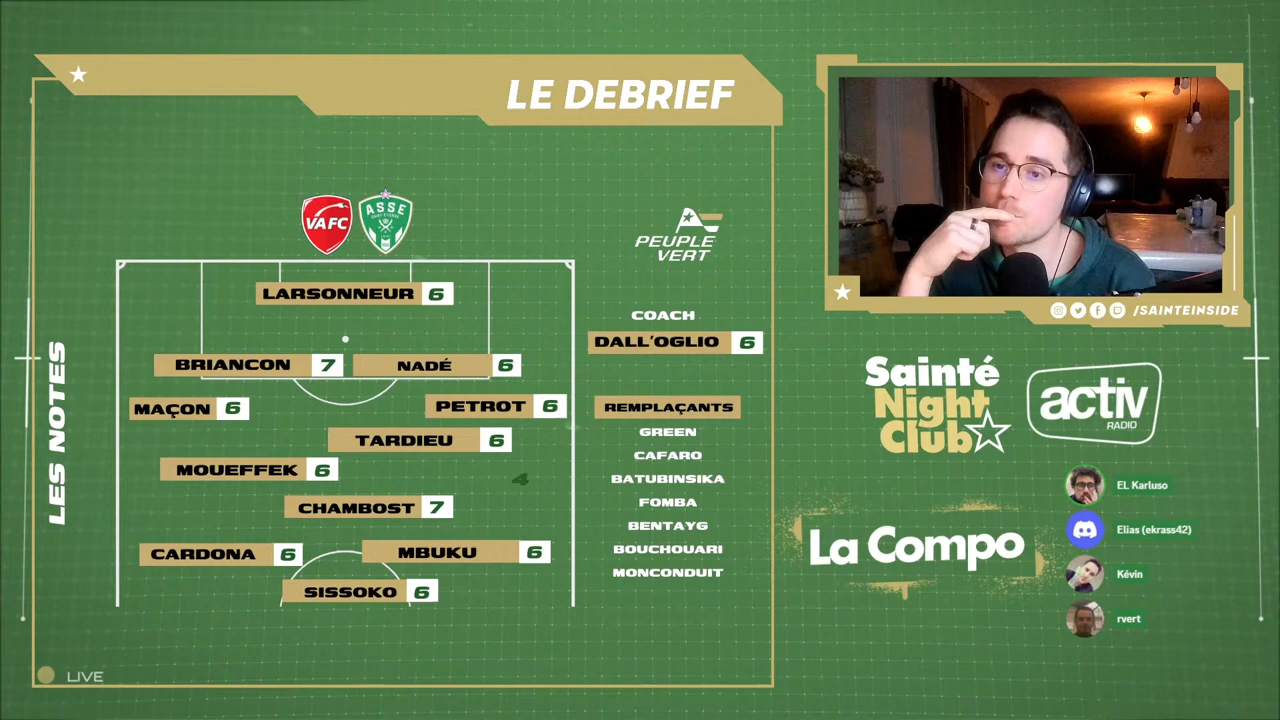 LE DEBRIEF
VAFC
ASSE
SAINT-ETIENNE
PEUPLE
VERT
/SAINTEINSIDE
LES NOTES
LARSONNEUR 6
BRIANCON 7
NADÉ 6
MAÇON 6
PETROT 6
TARDIEU 6
MOUEFFEK 6
4
CHAMBOST 7
CARDONA 6
MBUKU 6
SISSOKO 6
COACH
DALL'OGLIO 6
REMPLAÇANTS
GREEN
CAFARO
BATUBINSIKA
FOMBA
BENTAYG
BOUCHOUARI
MONCONDUIT
Sainté
Night
Club
activ
RADIO
La Compo
EL Karluso
Elias (ekrass42)
Kévin
rvert
LIVE